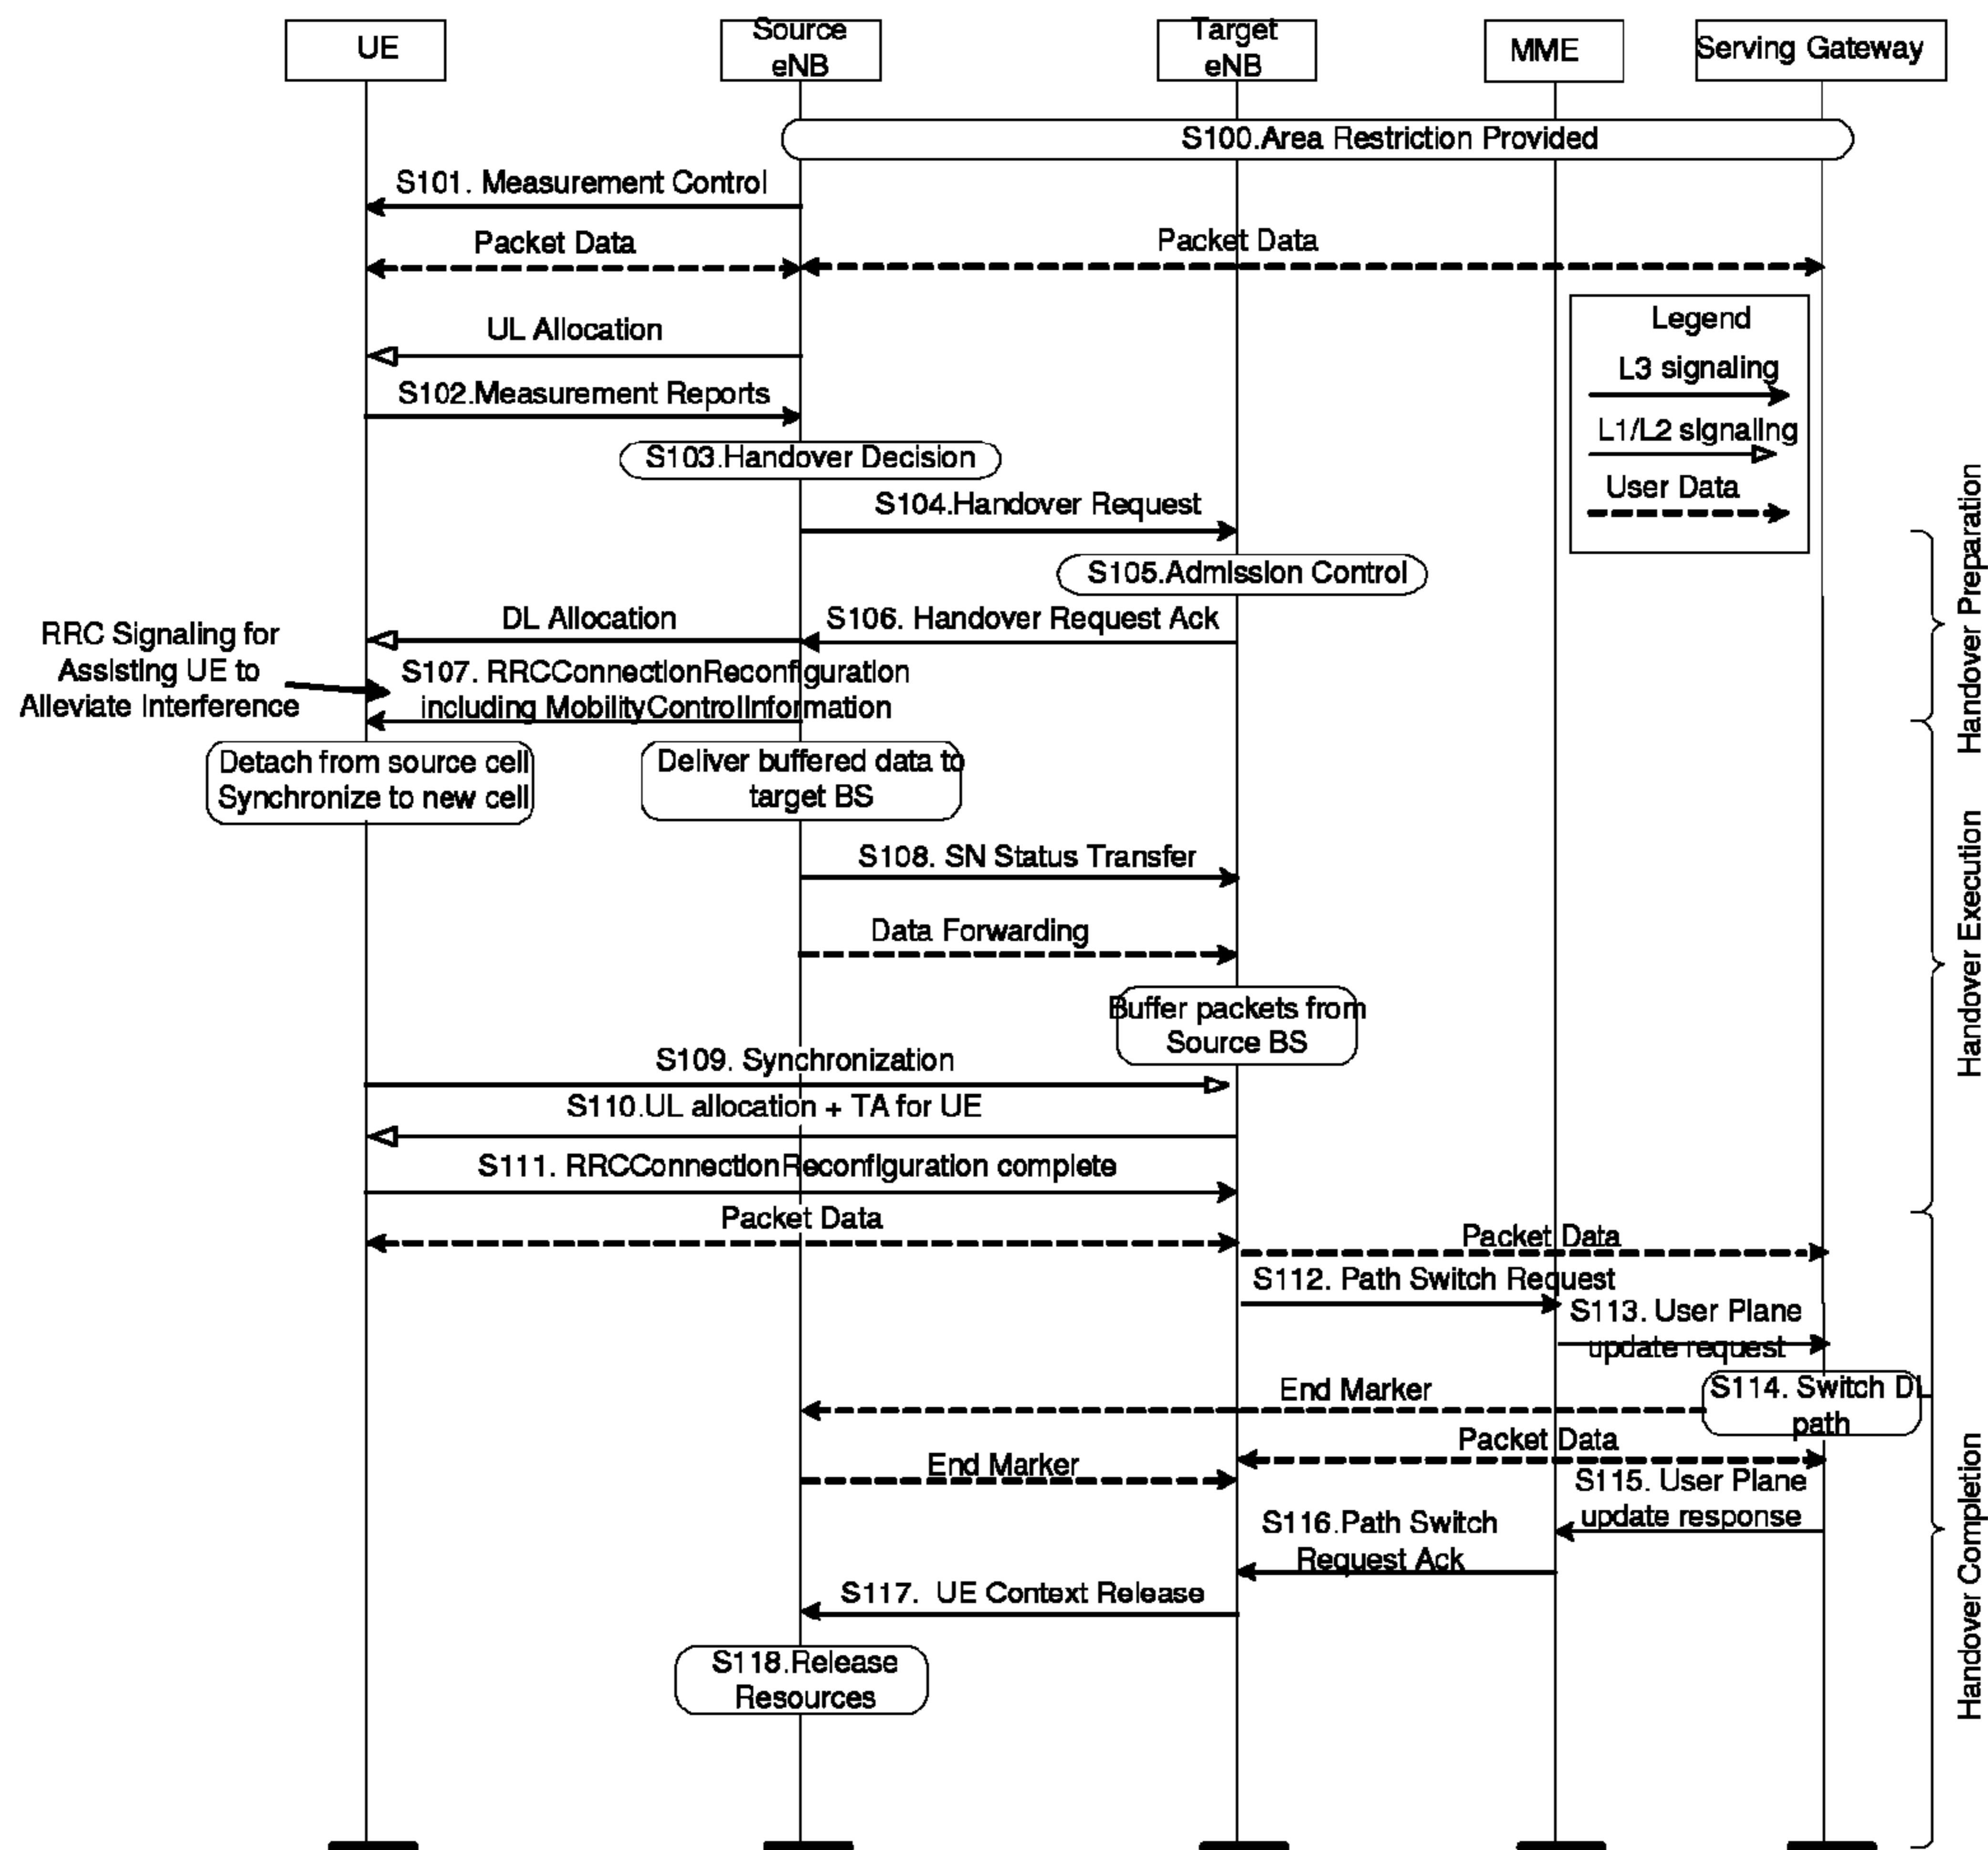 UE
Source
eNB
Target
eNB
MME
Serving Gateway
S100.Area Restriction Provided
S101. Measurement Control
Packet Data
Packet Data
UL Allocation
Legend
L3 signaling
L1/L2 signaling
User Data
S102.Measurement Reports
S103.Handover Decision
S104.Handover Request
S105.Admission Control
DL Allocation
S106. Handover Request Ack
RRC Signaling for
Assisting UE to
Alleviate Interference
S107. RRCConnectionReconfiguration
including MobilityControlInformation
Handover Preparation
Detach from source cell
Synchronize to new cell
Deliver buffered data to
target BS
S108. SN Status Transfer
Data Forwarding
Buffer packets from
Source BS
Handover Execution
S109. Synchronization
S110.UL allocation + TA for UE
S111. RRCConnectionReconfiguration complete
Packet Data
Packet Data
S112. Path Switch Request
S113. User Plane
update request
End Marker
S114. Switch DL
path
Packet Data
End Marker
S115. User Plane
update response
S116.Path Switch
Request Ack
S117. UE Context Release
S118.Release
Resources
Handover Completion